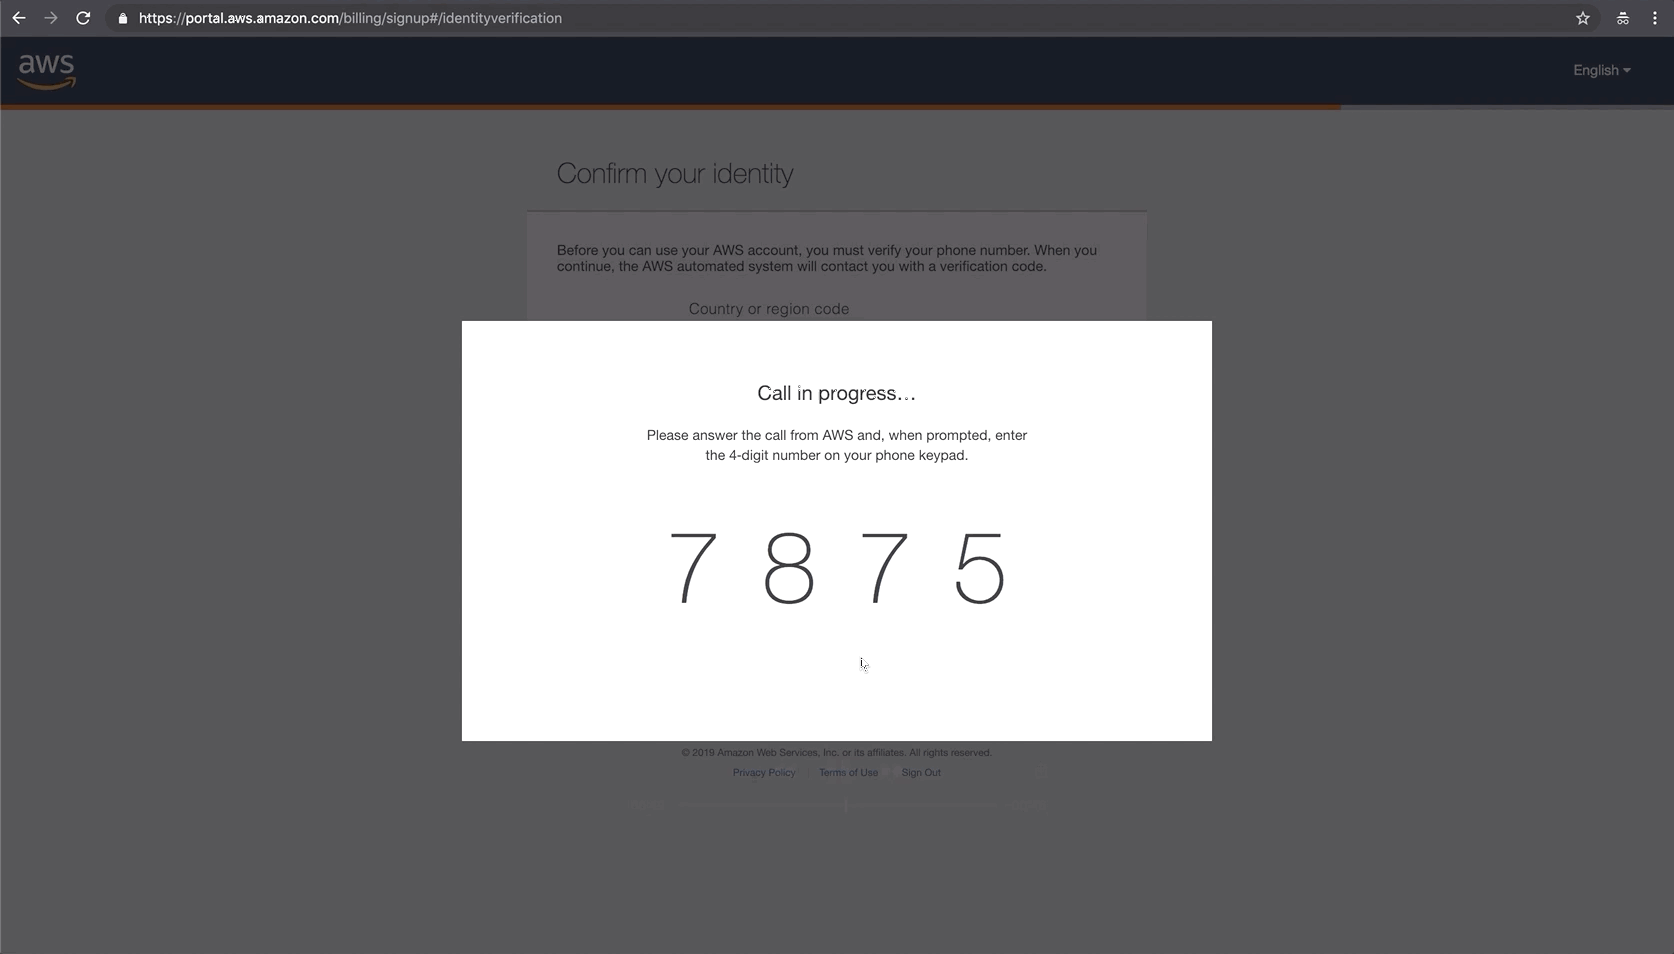 https://portal.aws.amazon.com/billing/signup#/identityverification
aws
English
Confirm your identity
Before you can use your AWS account, you must verify your phone number. When you
continue, the AWS automated system will contact you with a verification code.
Country or region code
Call in progress...
Please answer the call from AWS and, when prompted, enter
the 4-digit number on your phone keypad.
7 8 7 5
© 2019 Amazon Web Services, Inc. or its affiliates. All rights reserved.
Privacy Policy Terms of Use Sign Out